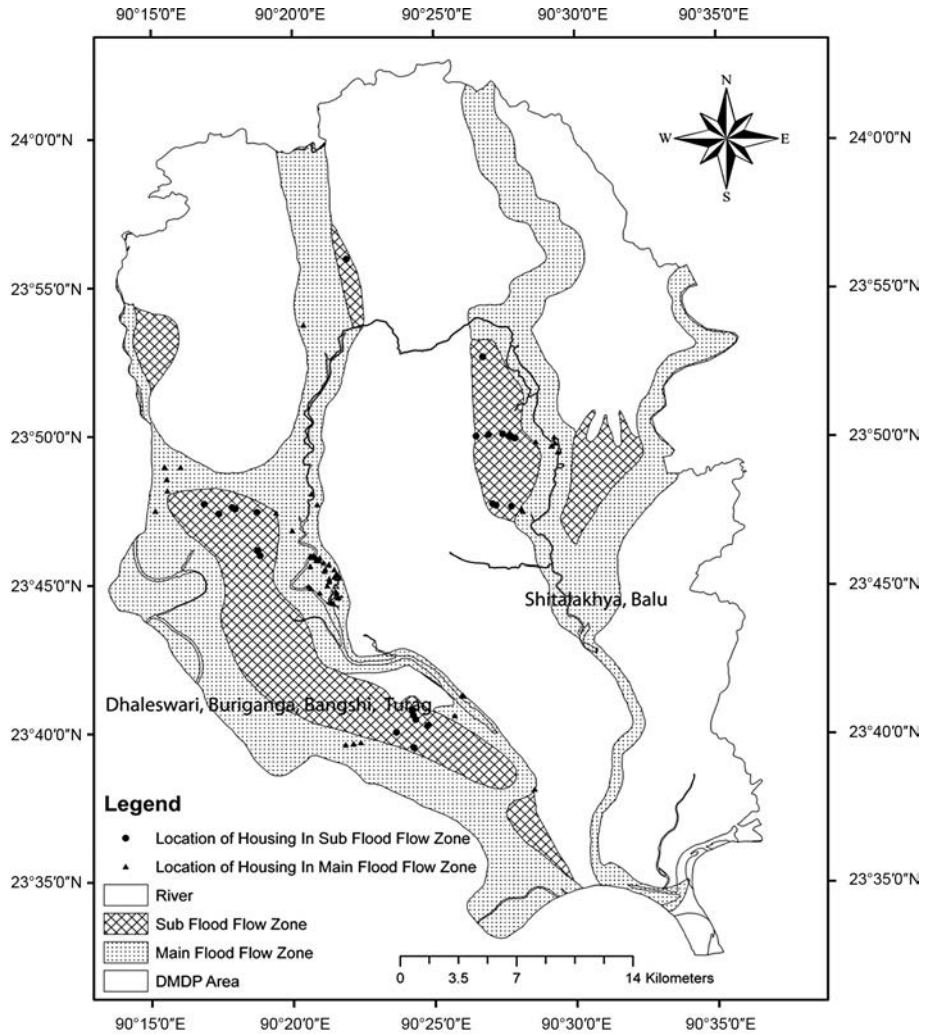 90°15'0"E 90°20'0"E 90°25'0"E 90°30'0"E 90°35'0"E
N
W E
S
24°0'0"N 24°0'0"N
23°55'0"N 23°55'0"N
23°50'0"N 23°50'0"N
23°45'0"N 23°45'0"N
Shitalakhya, Balu
Dhaleswari, Buriganga, Bangshi, Turag
23°40'0"N 23°40'0"N
Legend
Location of Housing In Sub Flood Flow Zone
Location of Housing In Main Flood Flow Zone
23°35'0"N 23°35'0"N
River
Sub Flood Flow Zone
Main Flood Flow Zone
DMDP Area
0 3.5 7 14 Kilometers
90°15'0"E 90°20'0"E 90°25'0"E 90°30'0"E 90°35'0"E